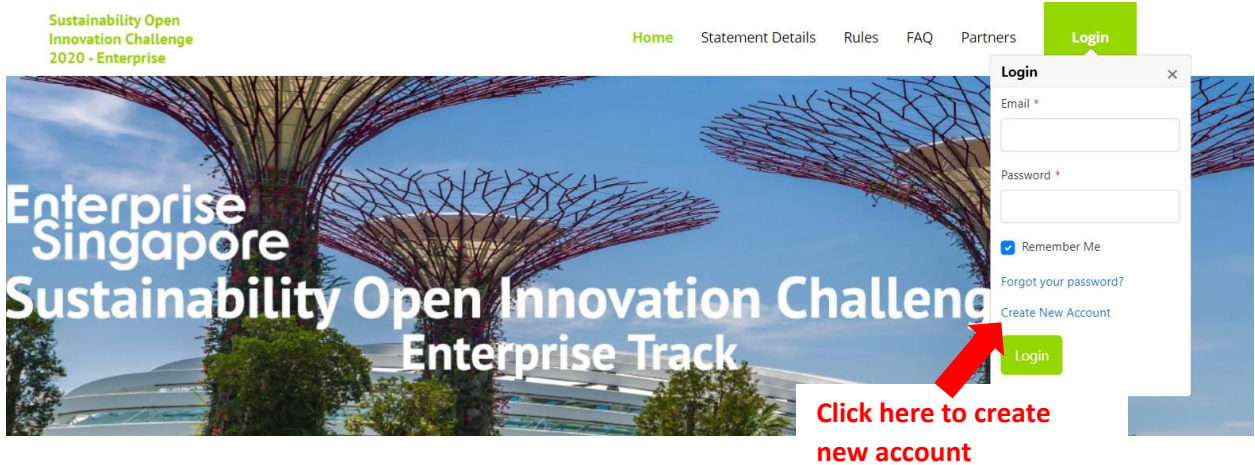 Sustainability Open
Innovation Challenge
2020 - Enterprise
Home Statement Details Rules FAQ Partners Login
Login ×
Email *
Password *
Remember Me
Forgot your password?
Create New Account
Login
Enterprise
Singapore
Sustainability Open Innovation Challeng
Enterprise Track
Click here to create
new account